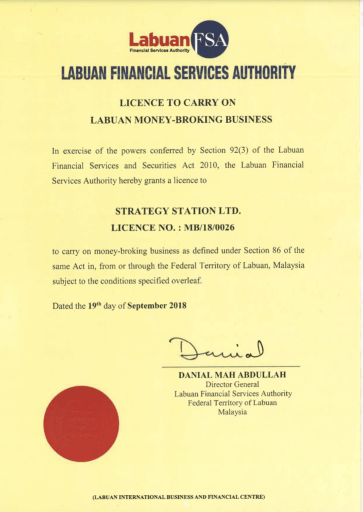 Labuan FSA
Financial Services Authority
LABUAN FINANCIAL SERVICES AUTHORITY
LICENCE TO CARRY ON
LABUAN MONEY-BROKING BUSINESS
In exercise of the powers conferred by Section 92(3) of the Labuan
Financial Services and Securities Act 2010, the Labuan Financial
Services Authority hereby grants a licence to
STRATEGY STATION LTD.
LICENCE NO. : MB/18/0026
to carry on money-broking business as defined under Section 86 of the
same Act in, from or through the Federal Territory of Labuan, Malaysia
subject to the conditions specified overleaf.
Dated the 19th day of September 2018
Danial
DANIAL MAH ABDULLAH
Director General
Labuan Financial Services Authority
Federal Territory of Labuan
Malaysia
(LABUAN INTERNATIONAL BUSINESS AND FINANCIAL CENTRE)